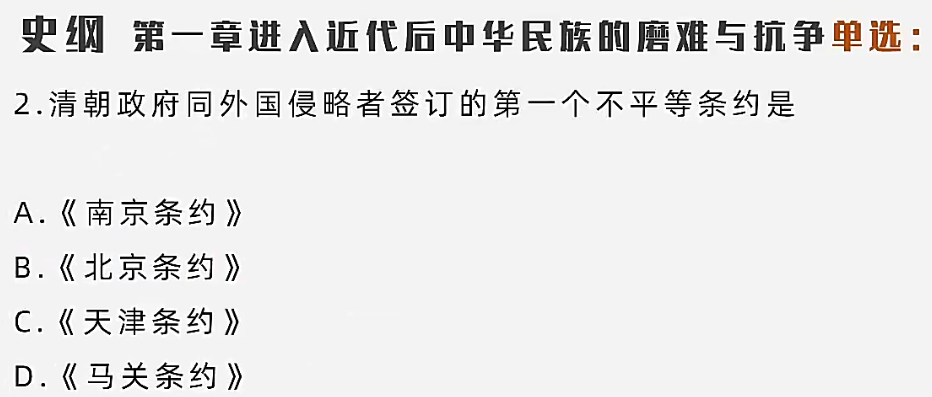 史纲 第一章进入近代后中华民族的磨难与抗争单选：
2.清朝政府同外国侵略者签订的第一个不平等条约是
A.《南京条约》
B.《北京条约》
C.《天津条约》
D.《马关条约》